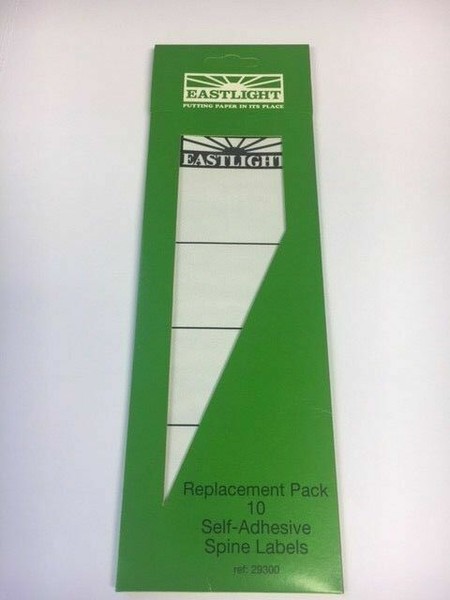 EASTLIGHT
PUTTING PAPER IN ITS PLACE
EASTLIGHT
Replacement Pack
10
Self-Adhesive
Spine Labels
ref: 29300